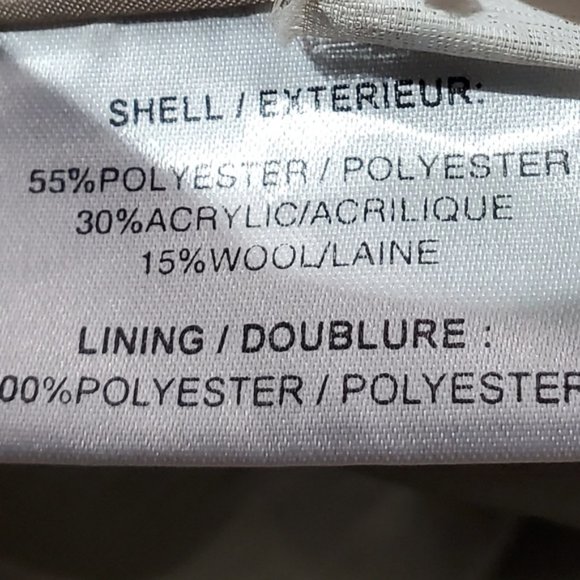 SHELL / EXTERIEUR:
55%POLYESTER / POLYESTER
30%ACRYLIC/ACRILIQUE
15%WOOL/LAINE
LINING / DOUBLURE :
00%POLYESTER / POLYESTER